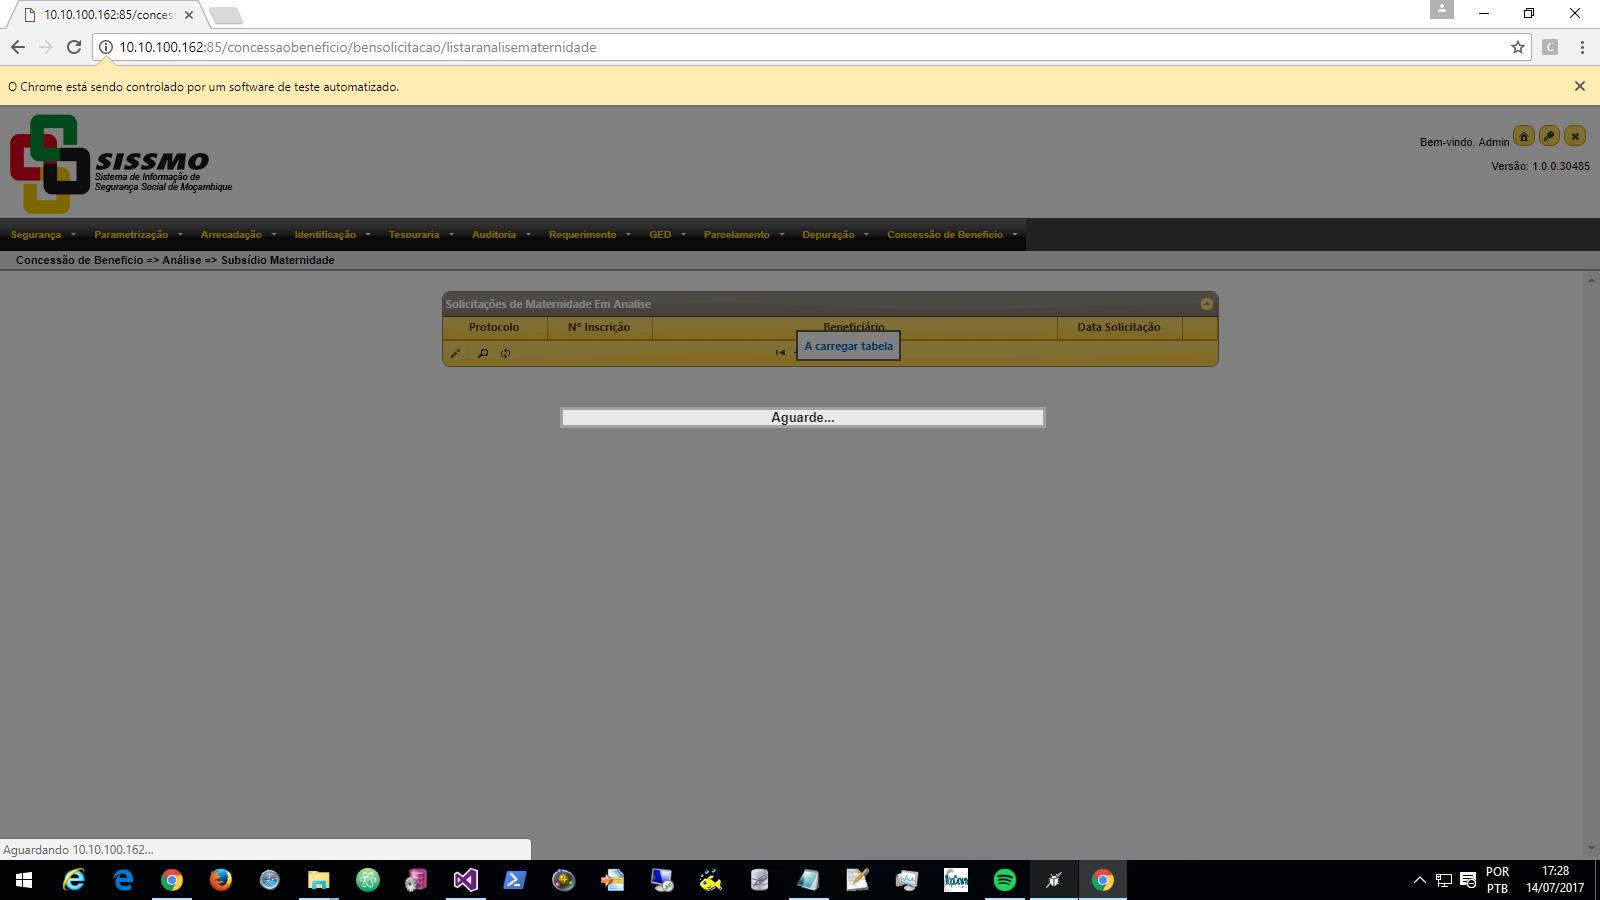 10.10.100.162:85/conces
10.10.100.162:85/concessaobeneficio/bensolicitacao/listaranalisematernidade
C
O Chrome está sendo controlado por um software de teste automatizado.
SISSMO
Sistema de Informação de
Segurança Social de Moçambique
Bem-vindo, Admin
Versão: 1.0.0.30485
Segurança Parametrização Arrecadação Identificação Tesouraria Auditoria Requerimento GED Parcelamento Depuração Concessão de Beneficio
Concessão de Beneficio => Análise => Subsídio Maternidade
Solicitações de Maternidade Em Analise
Protocolo Nº Inscrição Beneficiário Data Solicitação
A carregar tabela
Aguarde...
Aguardando 10.10.100.162...
POR 17:28
PTB 14/07/2017